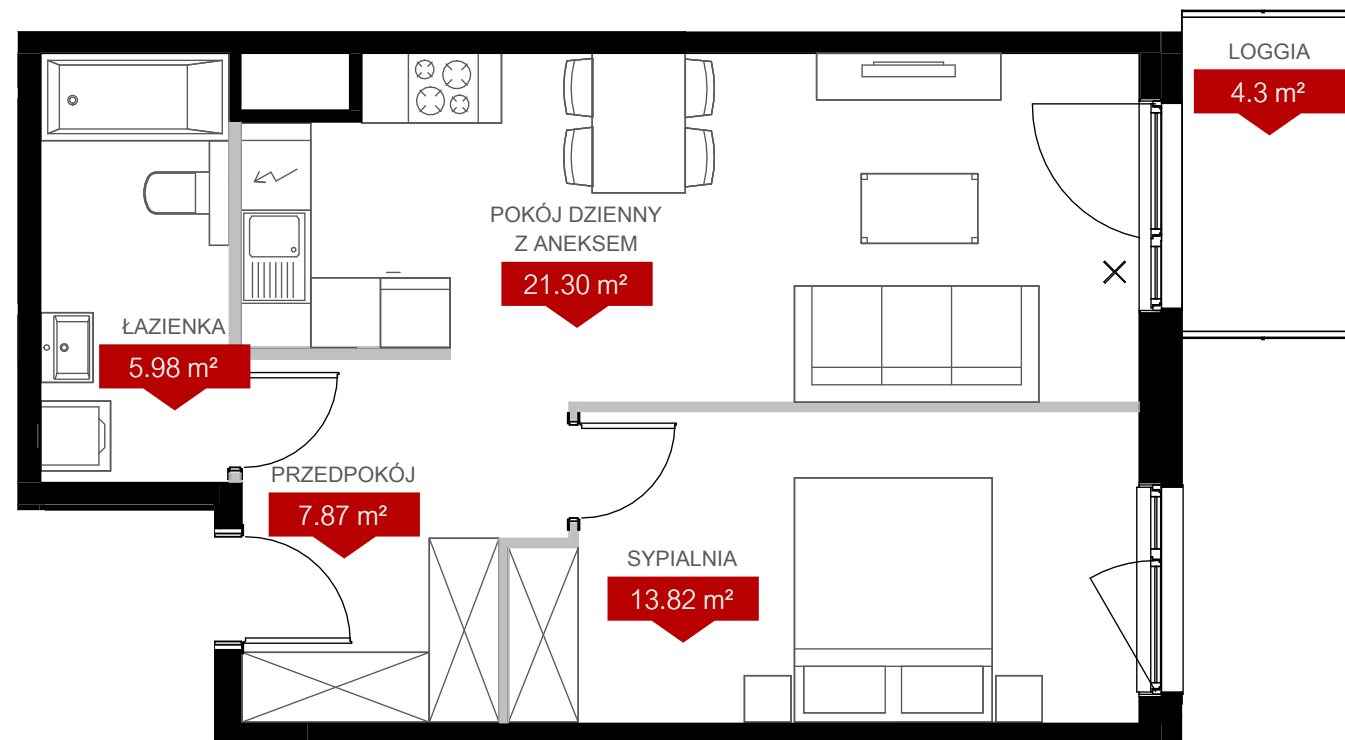 LOGGIA
4.3 m²
POKÓJ DZIENNY
Z ANEKSEM
21.30 m²
ŁAZIENKA
5.98 m²
PRZEDPOKÓJ
7.87 m²
SYPIALNIA
13.82 m²